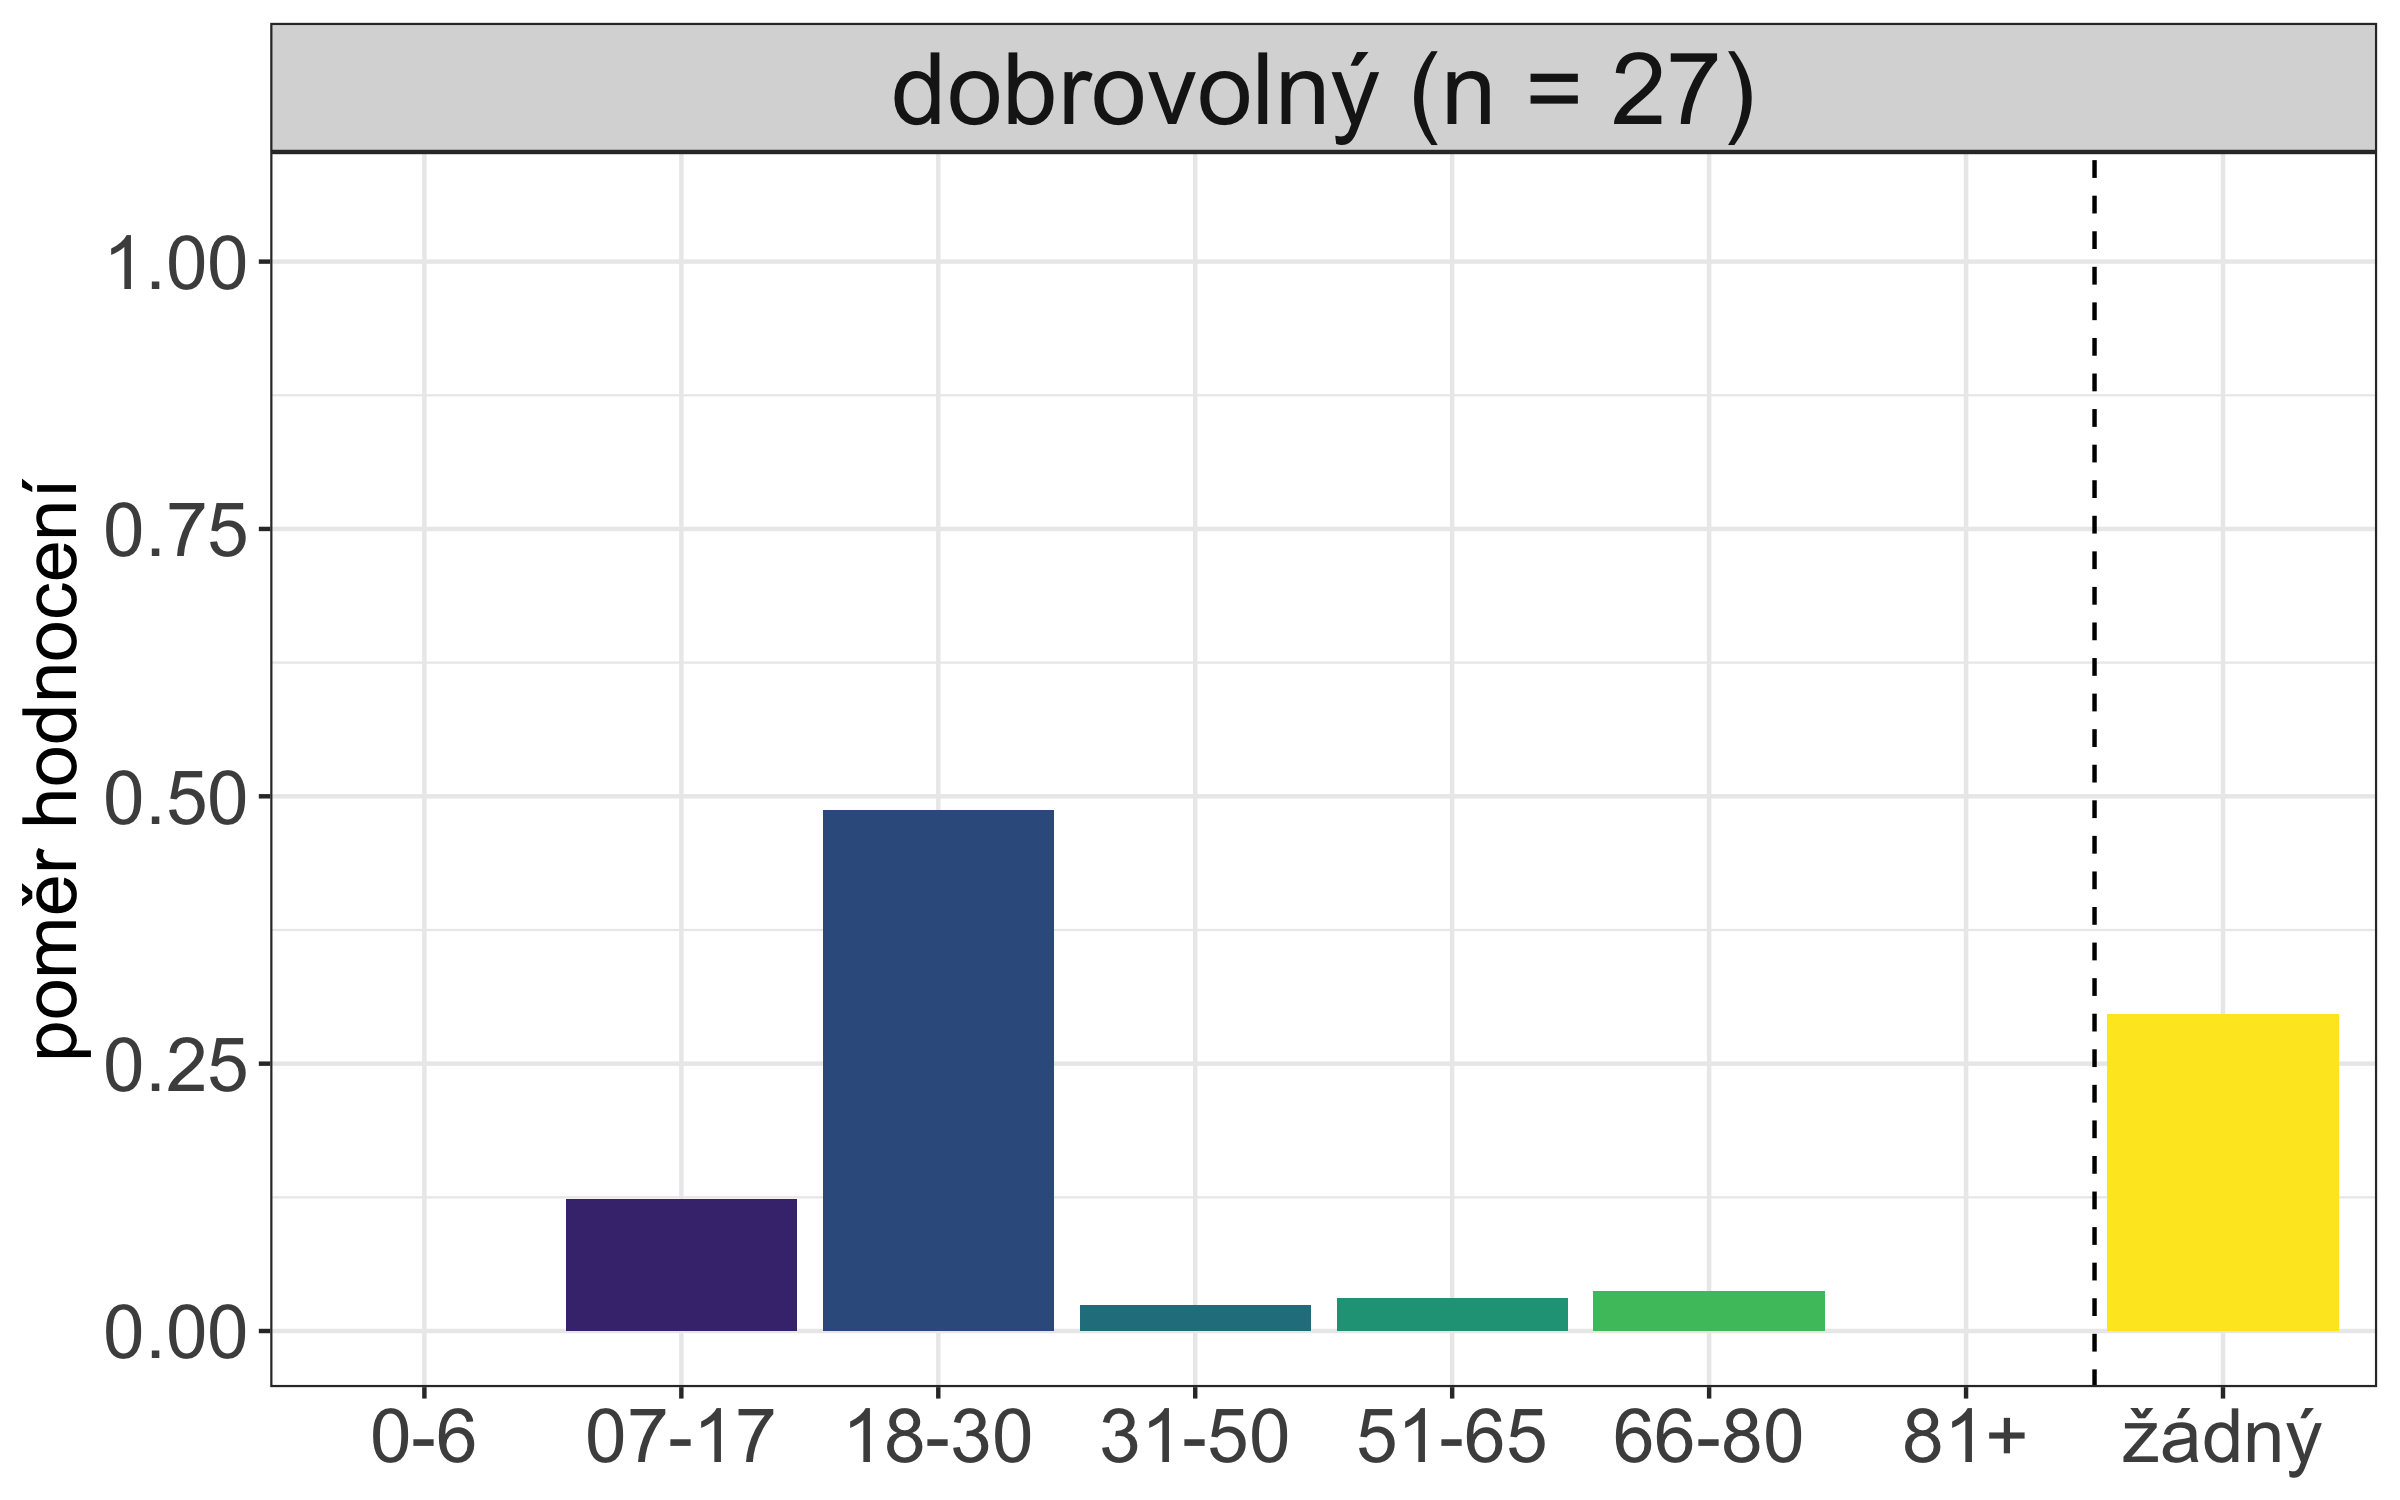 dobrovolný (n = 27)
poměr hodnocení
1.00
0.75
0.50
0.25
0.00
0-6 07-17 18-30 31-50 51-65 66-80 81+ žádný